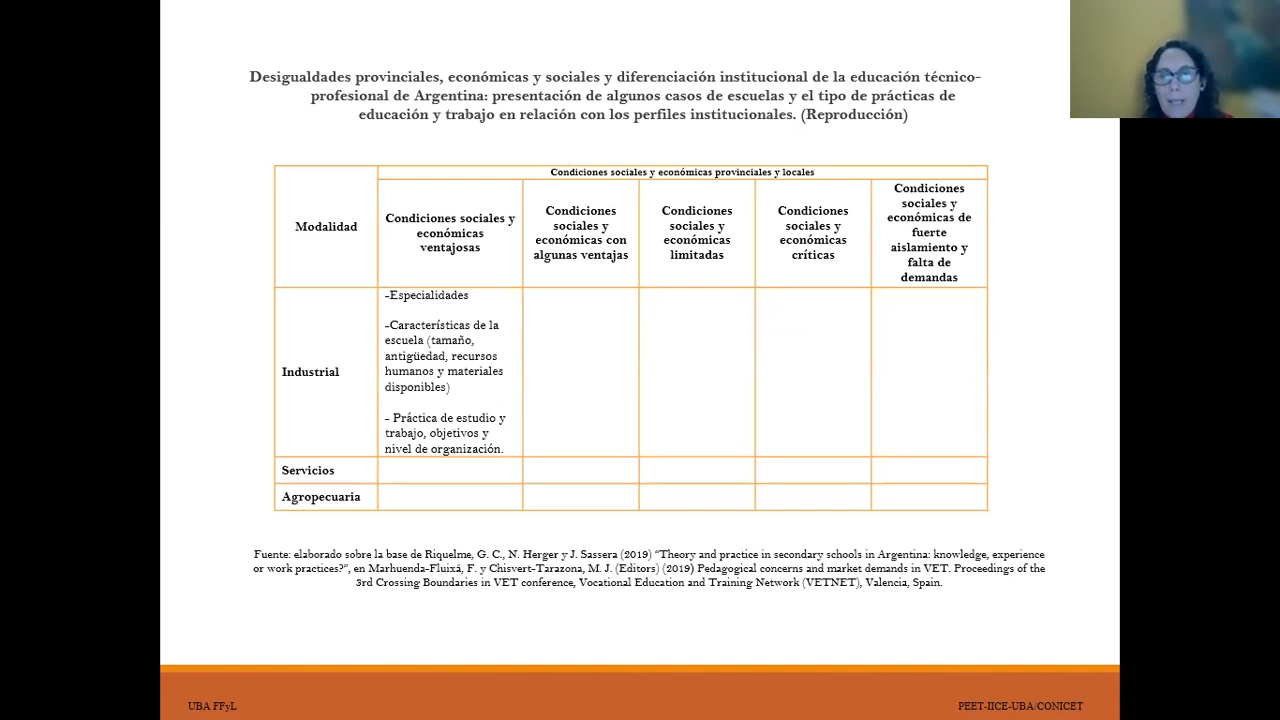 Desigualdades provinciales, económicas y sociales y diferenciación institucional de la educación técnico-
profesional de Argentina: presentación de algunos casos de escuelas y el tipo de prácticas de
educación y trabajo en relación con los perfiles institucionales. (Reproducción)
Modalidad
Condiciones sociales y económicas provinciales y locales
Condiciones sociales y
económicas
ventajosas
Condiciones
sociales y
económicas con
algunas ventajas
Condiciones
sociales y
económicas
limitadas
Condiciones
sociales y
económicas
críticas
Condiciones
sociales y
económicas de
fuerte
aislamiento y
falta de
demandas
Industrial
-Especialidades
-Características de la
escuela (tamaño,
antigüedad, recursos
humanos y materiales
disponibles)
- Práctica de estudio y
trabajo, objetivos y
nivel de organización.
Servicios
Agropecuaria
Fuente: elaborado sobre la base de Riquelme, G. C., N. Herger y J. Sassera (2019) “Theory and practice in secondary schools in Argentina: knowledge, experience
or work practices?”, en Marhuenda-Fluixá, F. y Chisvert-Tarazona, M. J. (Editors) (2019) Pedagogical concerns and market demands in VET. Proceedings of the
3rd Crossing Boundaries in VET conference, Vocational Education and Training Network (VETNET), Valencia, Spain.
UBA FFyL
PEET-IICE-UBA/CONICET